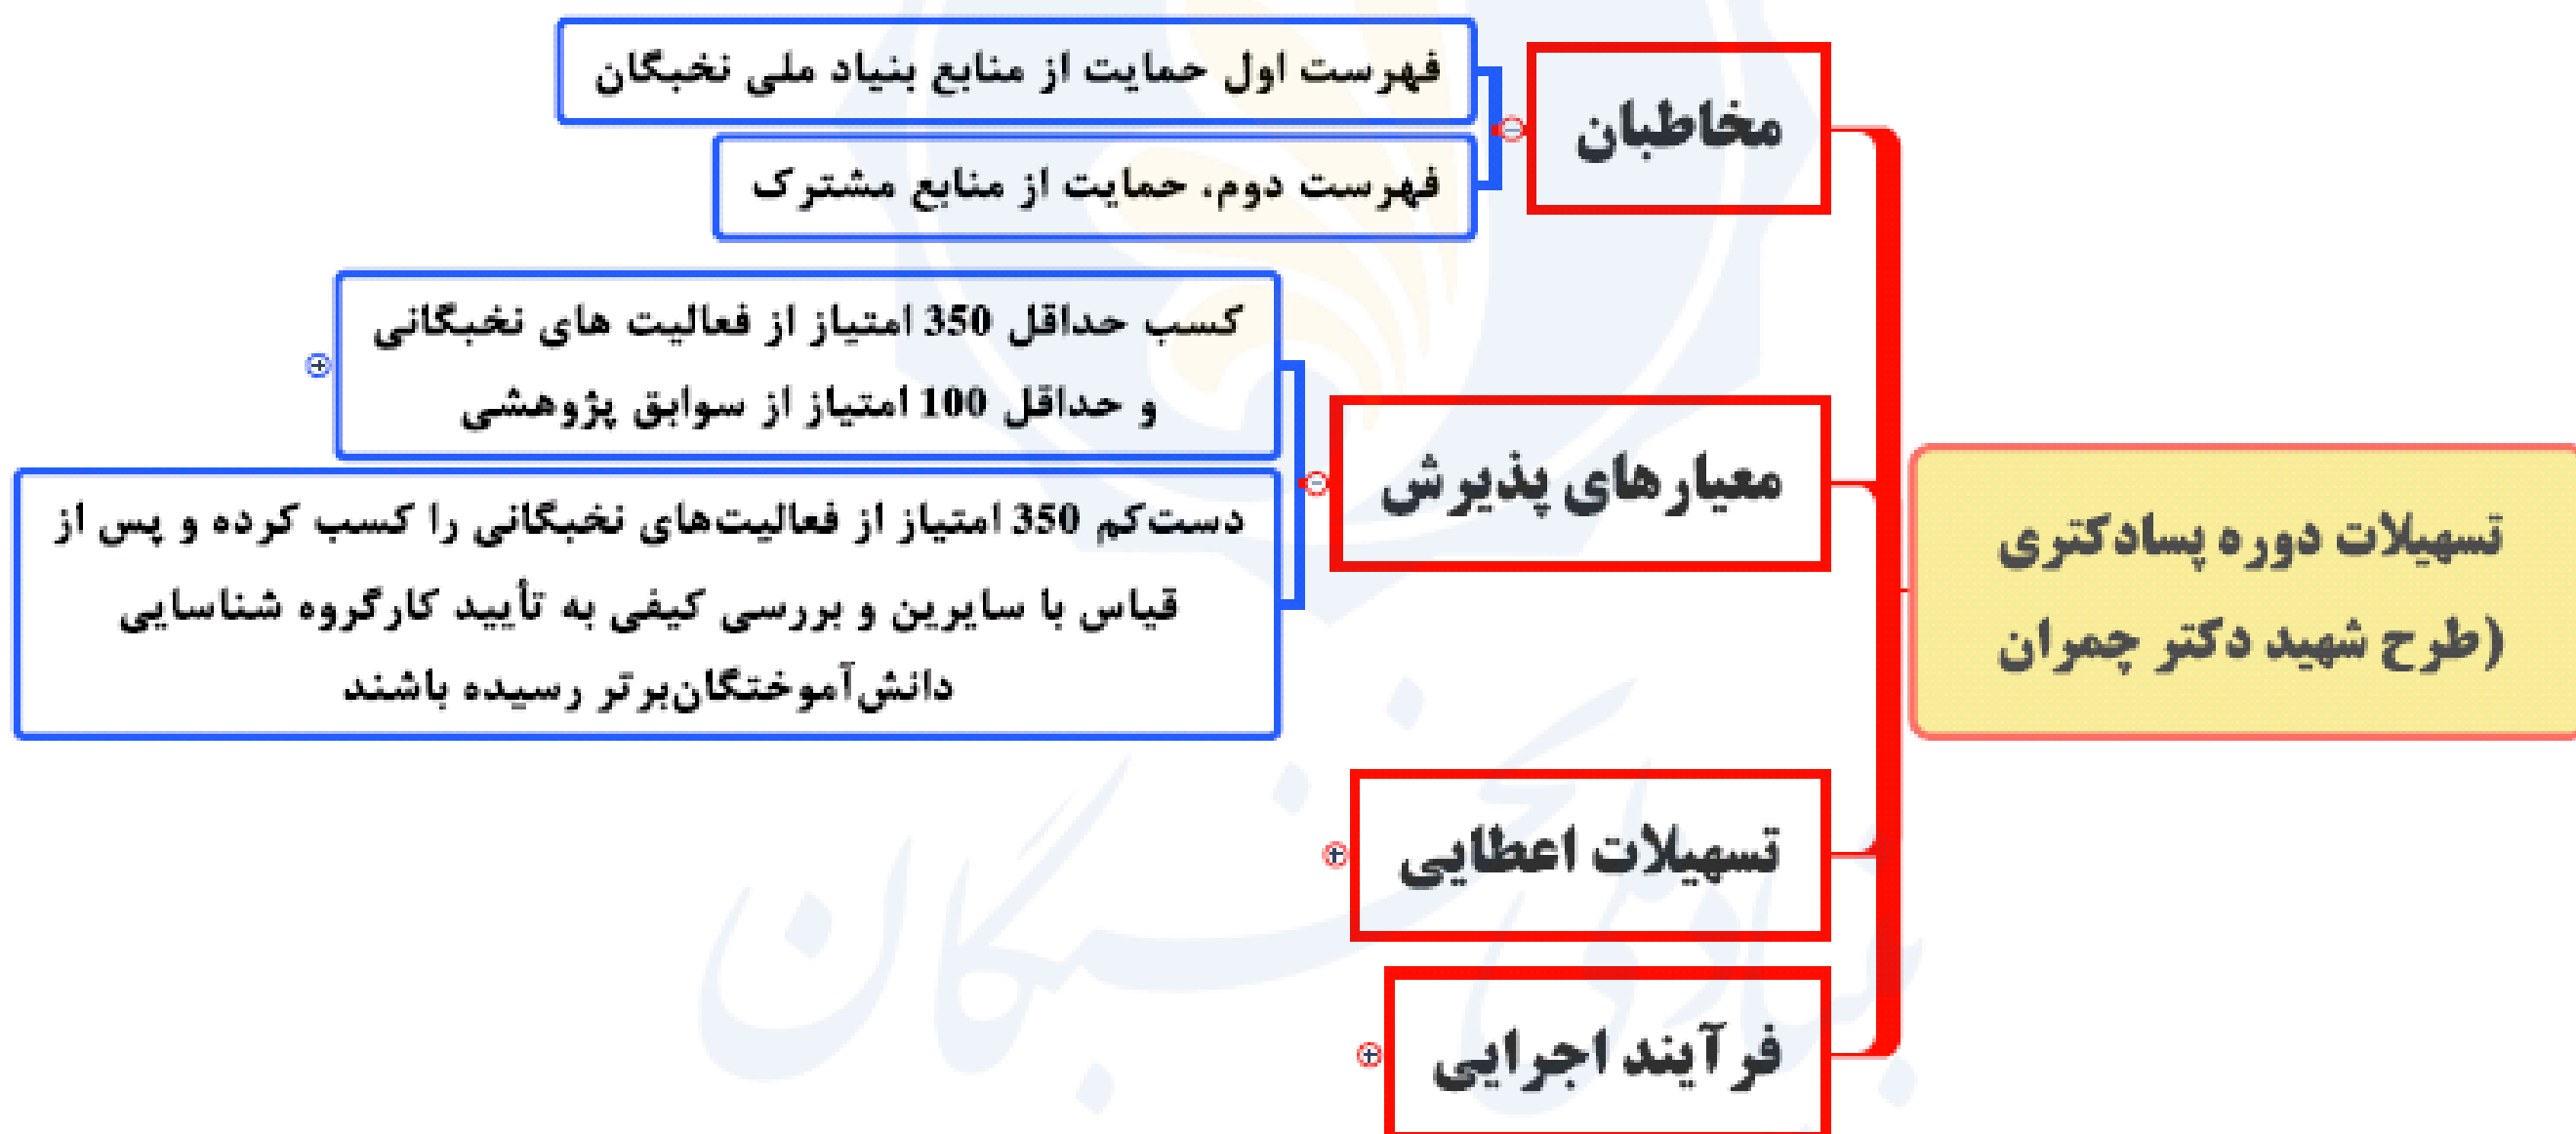 تسهیلات دوره پسادکتری
(طرح شهید دکتر چمران
مخاطبان
فهرست اول حمایت از منابع بنیاد ملی نخبگان
فهرست دوم، حمایت از منابع مشترک
معیارهای پذیرش
کسب حداقل 350 امتیاز از فعالیت های نخبگانی
و حداقل 100 امتیاز از سوابق پژوهشی
دست‌کم 350 امتیاز از فعالیت‌های نخبگانی را کسب کرده و پس از
قیاس با سایرین و بررسی کیفی به تأیید کارگروه شناسایی
دانش‌آموختگان‌برتر رسیده باشند
تسهیلات اعطایی
فرآیند اجرایی
بنیاد ملی نخبگان